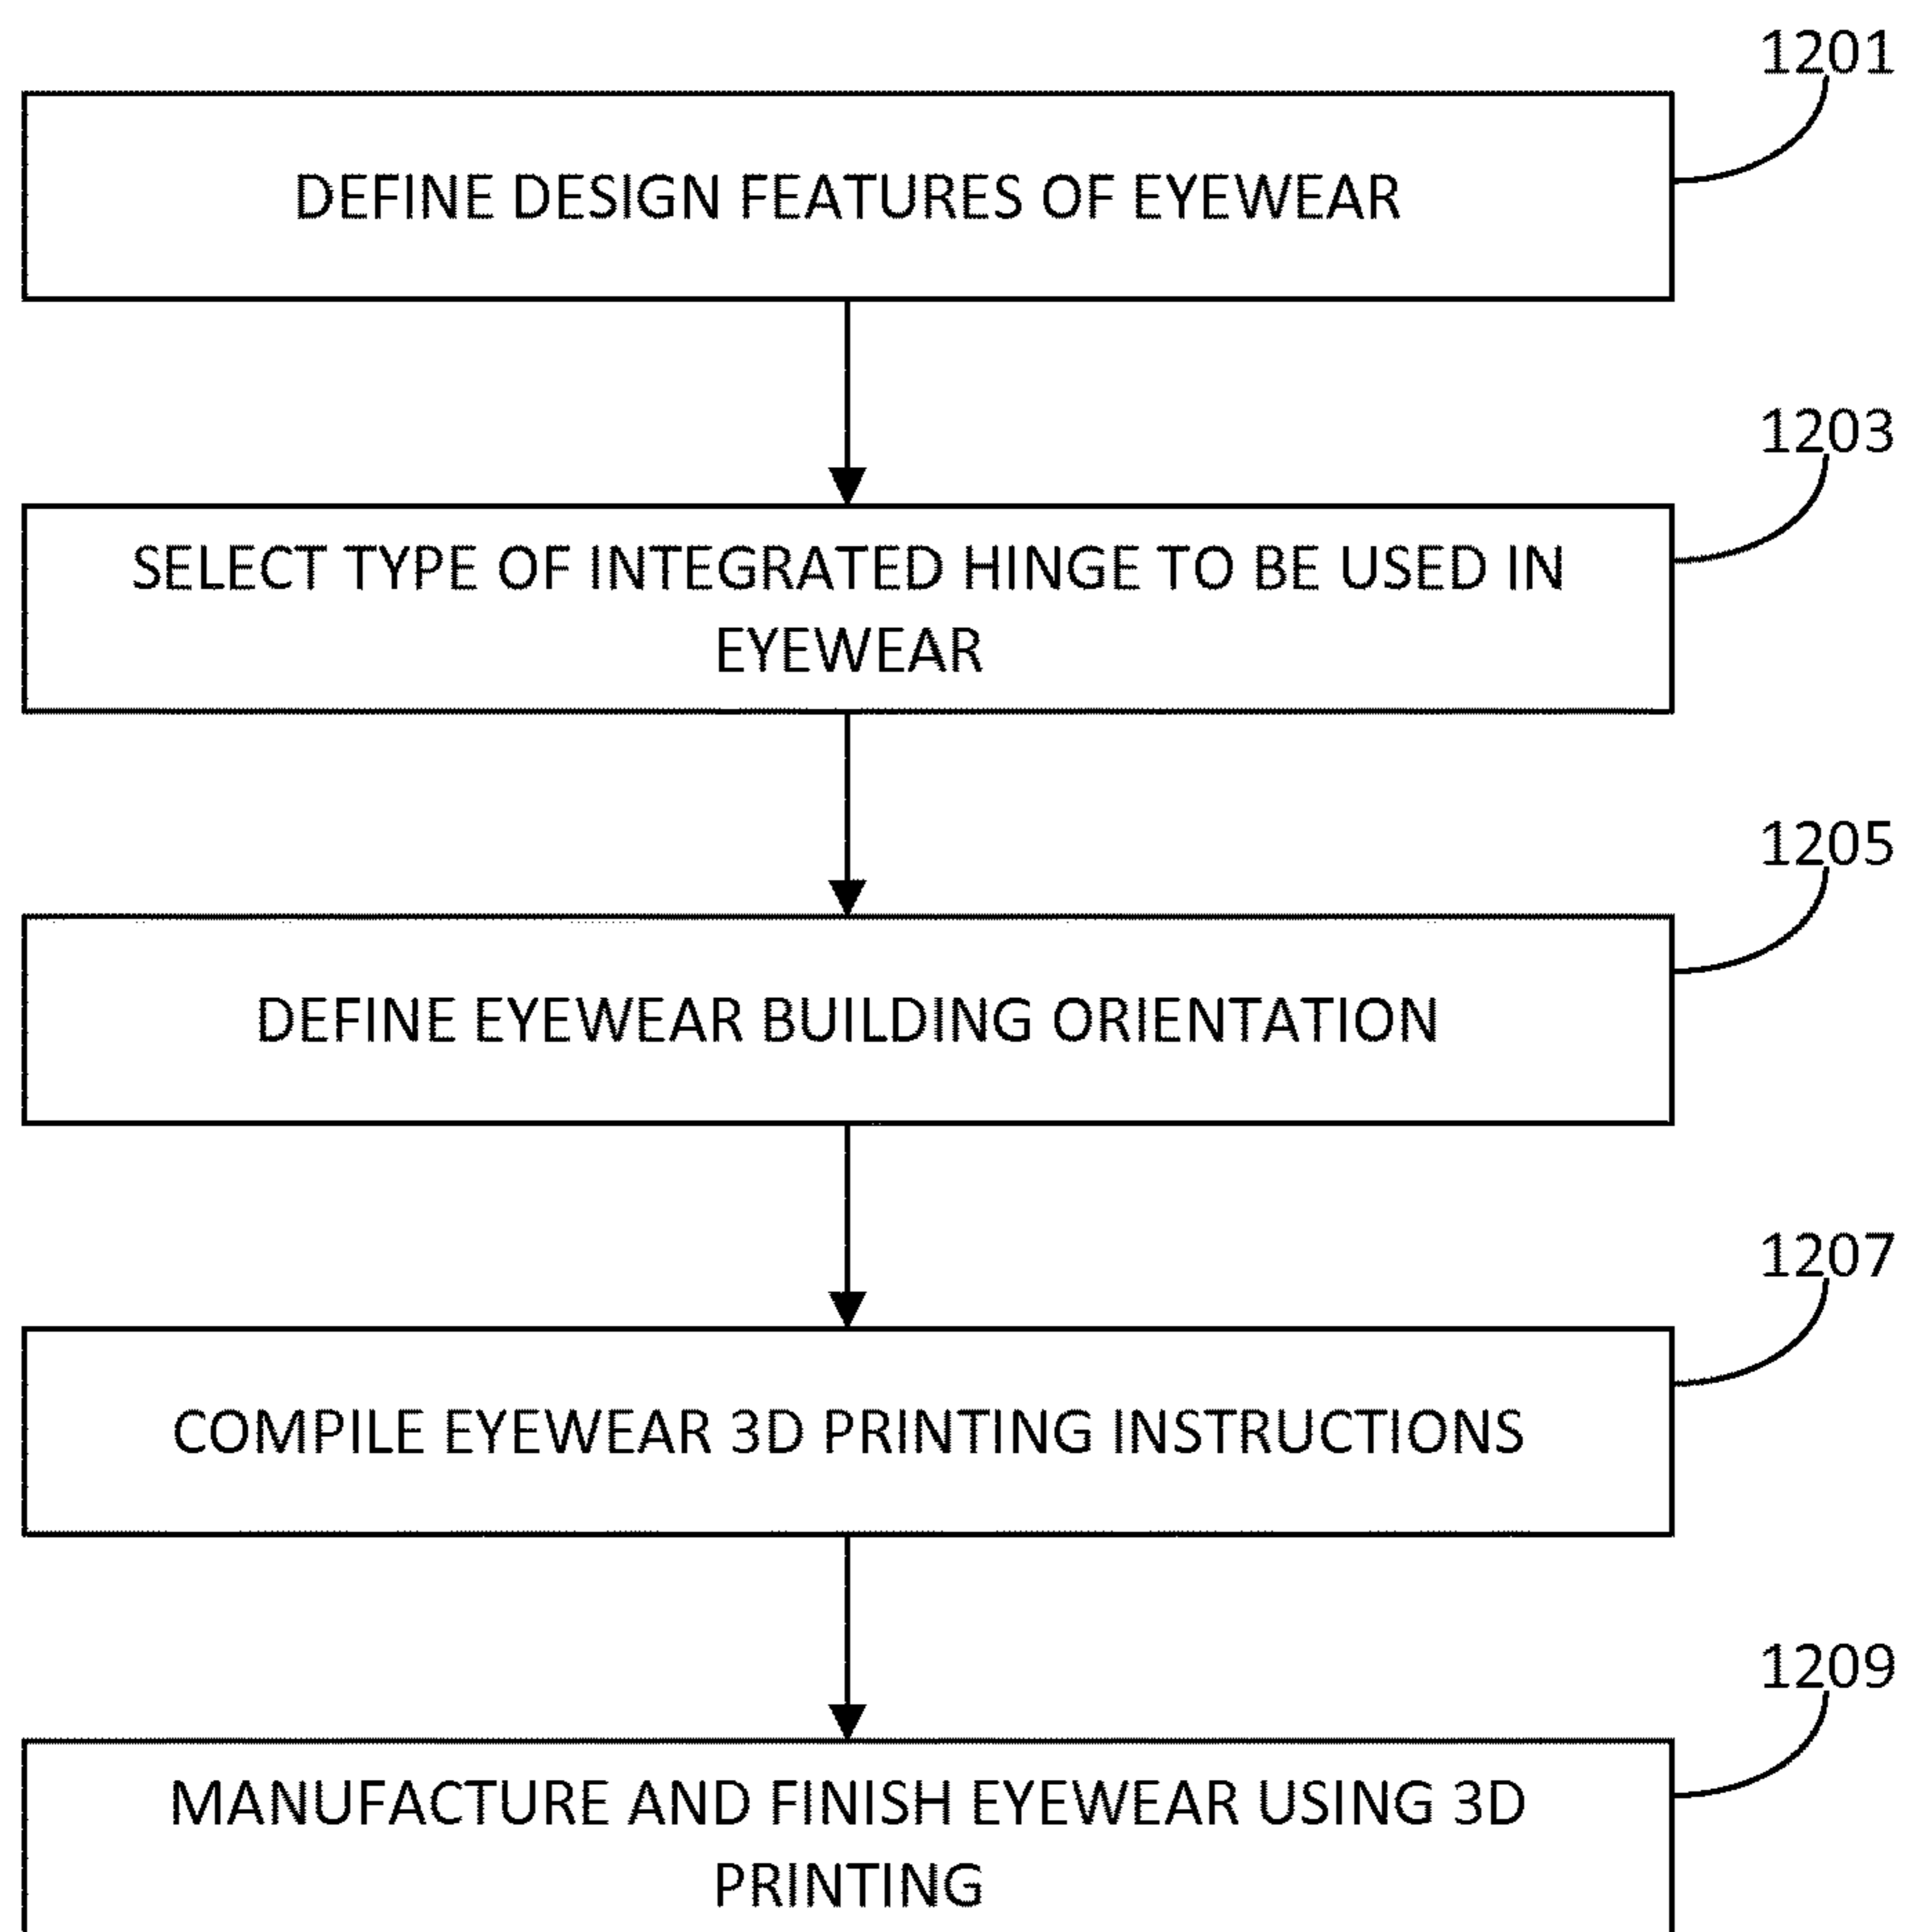 1201
DEFINE DESIGN FEATURES OF EYEWEAR
1203
SELECT TYPE OF INTEGRATED HINGE TO BE USED IN
EYEWEAR
1205
DEFINE EYEWEAR BUILDING ORIENTATION
1207
COMPILE EYEWEAR 3D PRINTING INSTRUCTIONS
1209
MANUFACTURE AND FINISH EYEWEAR USING 3D
PRINTING